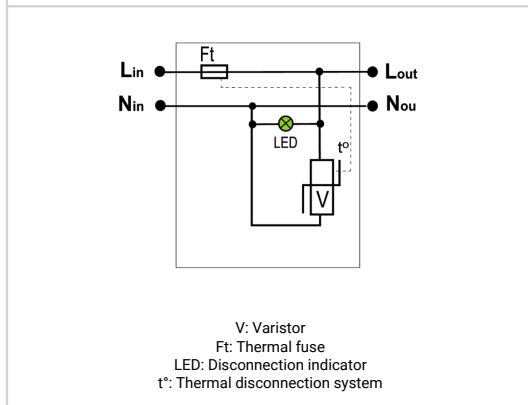 Ft
Lin Lout
Nin Nou
LED
t°
V
V: Varistor
Ft: Thermal fuse
LED: Disconnection indicator
t°: Thermal disconnection system